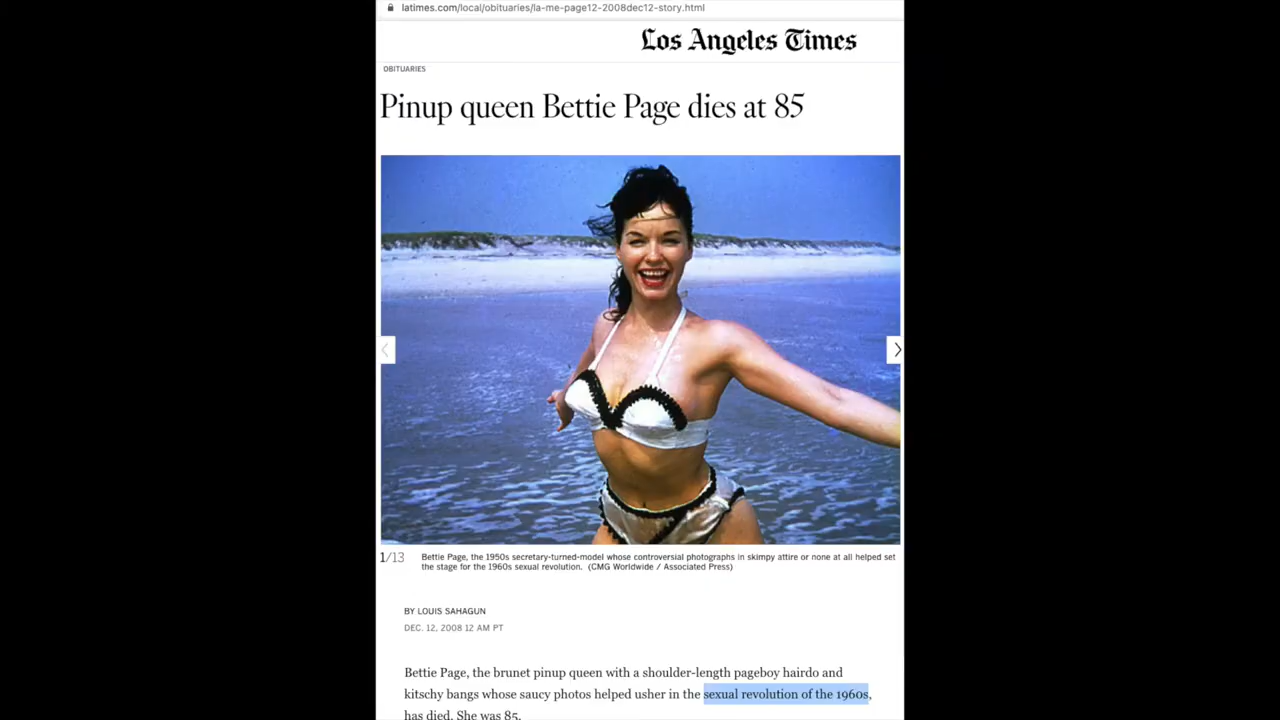 latimes.com/local/obituaries/la-me-page12-2008dec12-story.html
Los Angeles Times
OBITUARIES
Pinup queen Bettie Page dies at 85
1/13
Bettie Page, the 1950s secretary-turned-model whose controversial photographs in skimpy attire or none at all helped set
the stage for the 1960s sexual revolution. (CMG Worldwide / Associated Press)
BY LOUIS SAHAGUN
DEC. 12, 2008 12 AM PT
Bettie Page, the brunet pinup queen with a shoulder-length pageboy hairdo and
kitschy bangs whose saucy photos helped usher in the sexual revolution of the 1960s,
has died. She was 85.